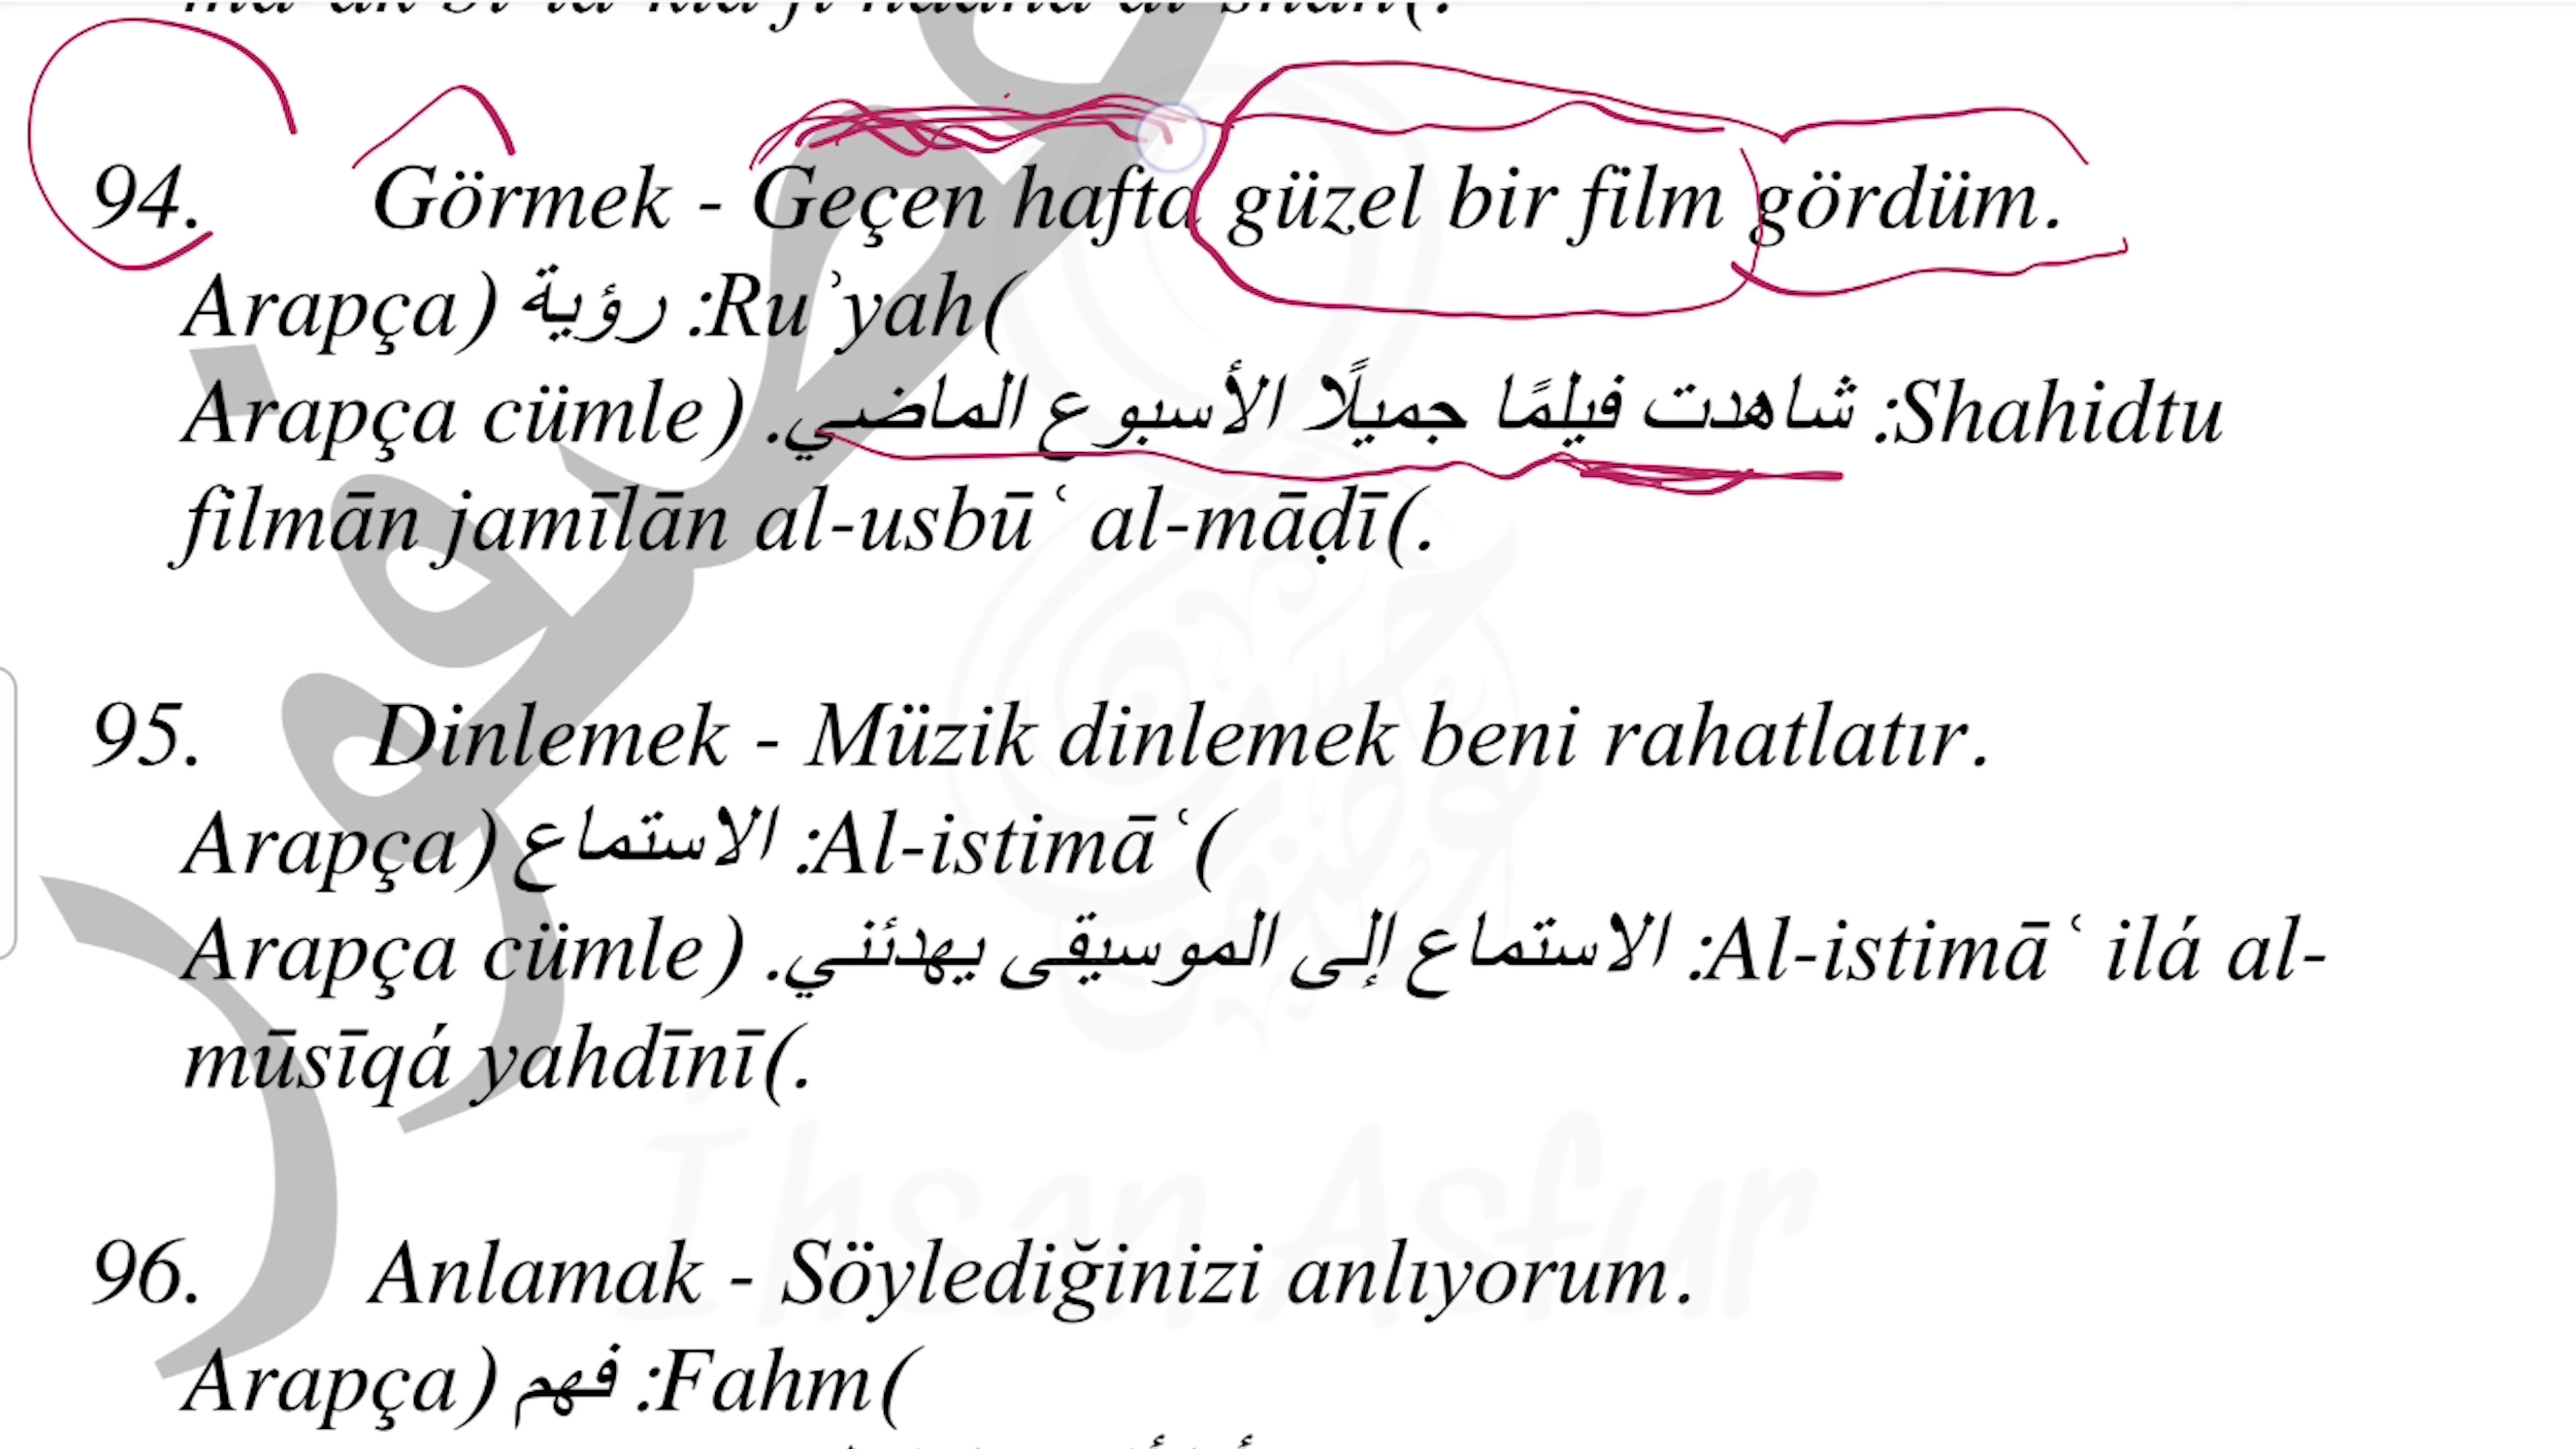 94. Görmek - Geçen hafta güzel bir film gördüm.
Arapça) رؤية :Ruʾyah(
Arapça cümle) شاهدت فيلمًا جميلًا الأسبوع الماضي. :Shahidtu
filmān jamīlān al-usbūʿ al-māḍī(.
95. Dinlemek - Müzik dinlemek beni rahatlatır.
Arapça) الاستماع :Al-istimāʿ(
Arapça cümle) الاستماع إلى الموسيقى يهدئني. :Al-istimāʿ ilá al-
mūsīqá yahdīnī(.
96. Anlamak - Söylediğinizi anlıyorum.
Arapça) فهم :Fahm(
İhsan Asfur